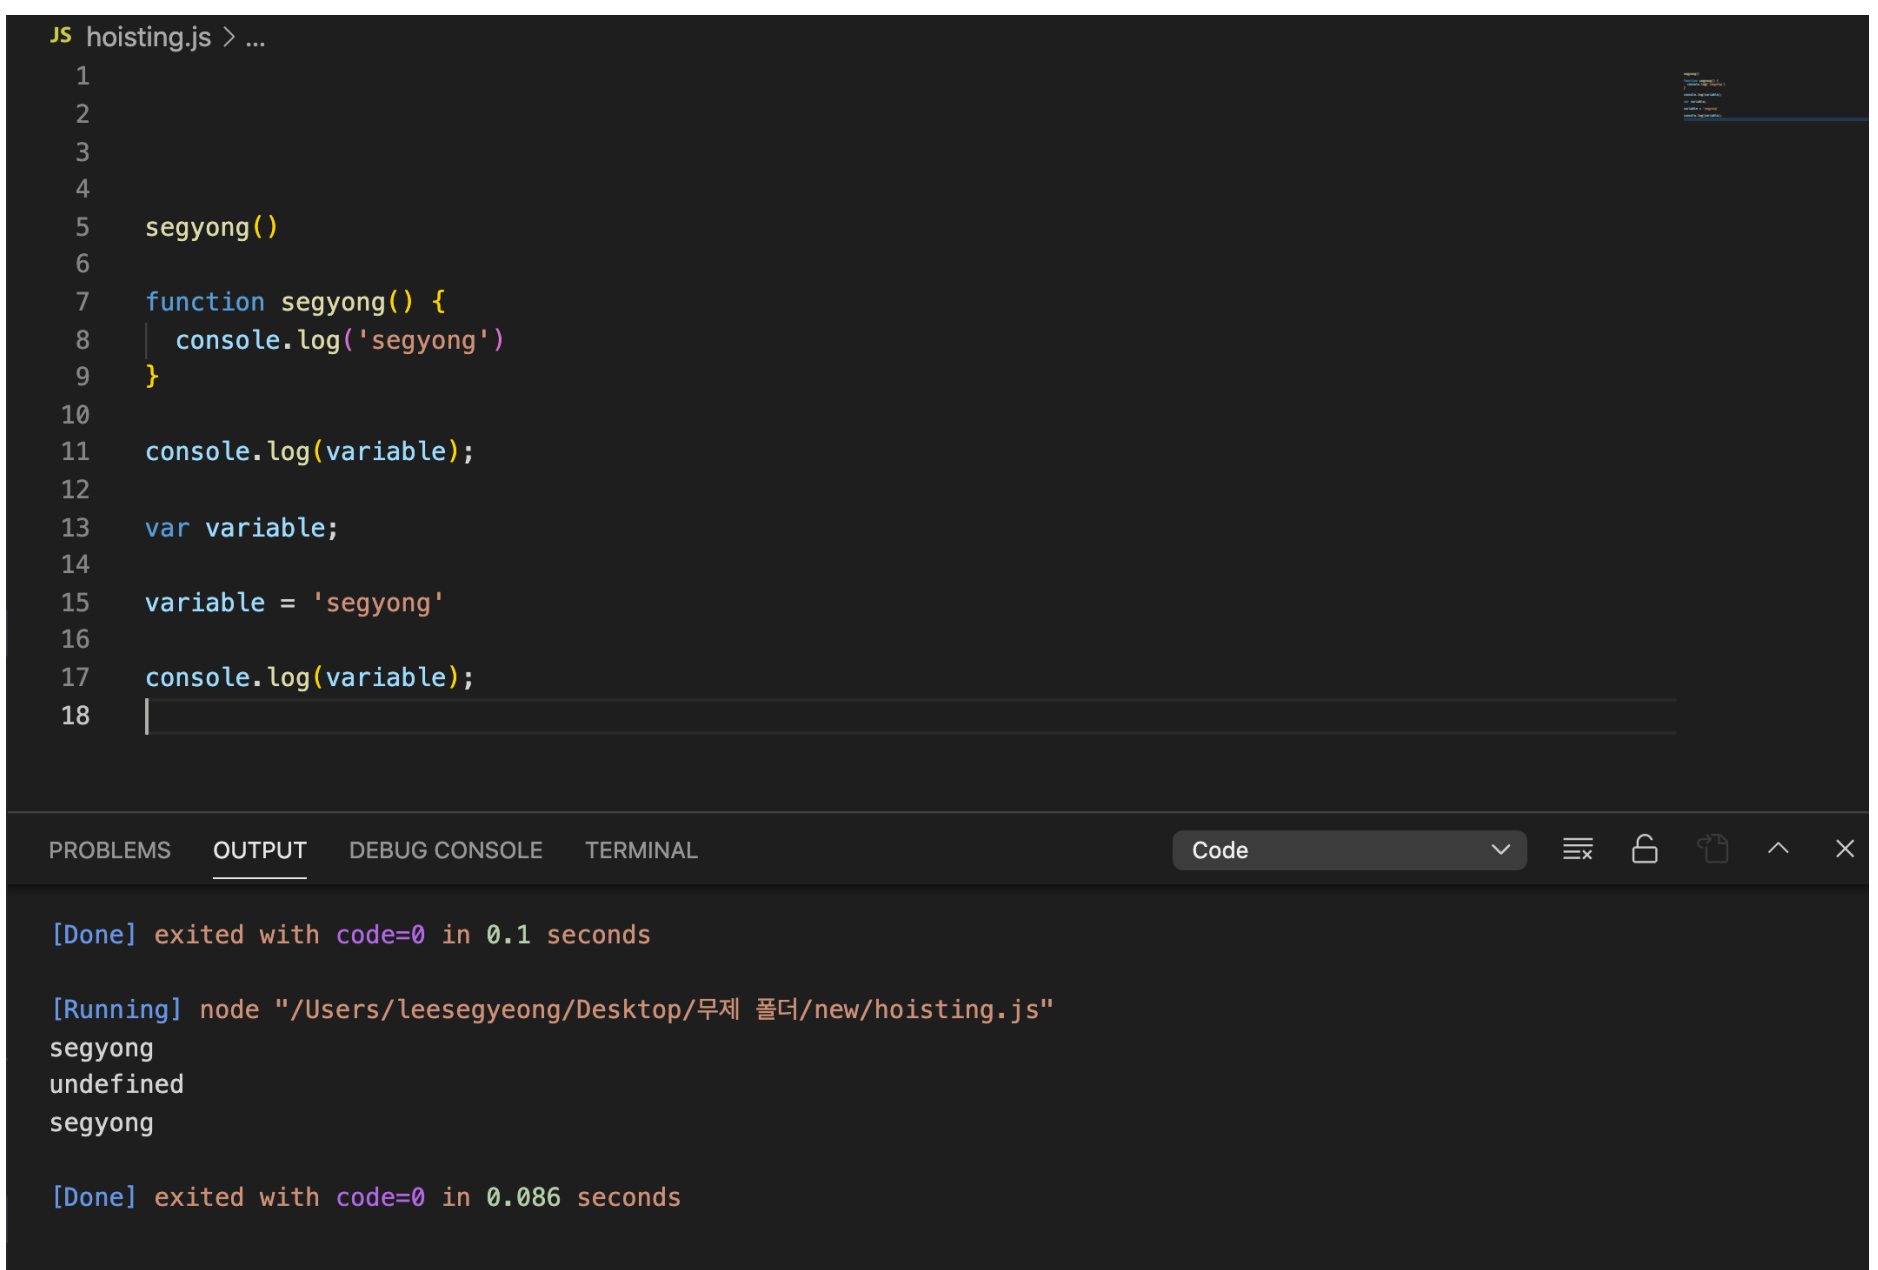 JS hoisting.js > ...
1
2
3
4
5 segyong()
6
7 function segyong() {
8 console.log('segyong')
9 }
10
11 console.log(variable);
12
13 var variable;
14
15 variable = 'segyong'
16
17 console.log(variable);
18
PROBLEMS OUTPUT DEBUG CONSOLE TERMINAL Code
[Done] exited with code=0 in 0.1 seconds
[Running] node "/Users/leesegyeong/Desktop/무제 폴더/new/hoisting.js"
segyong
undefined
segyong
[Done] exited with code=0 in 0.086 seconds